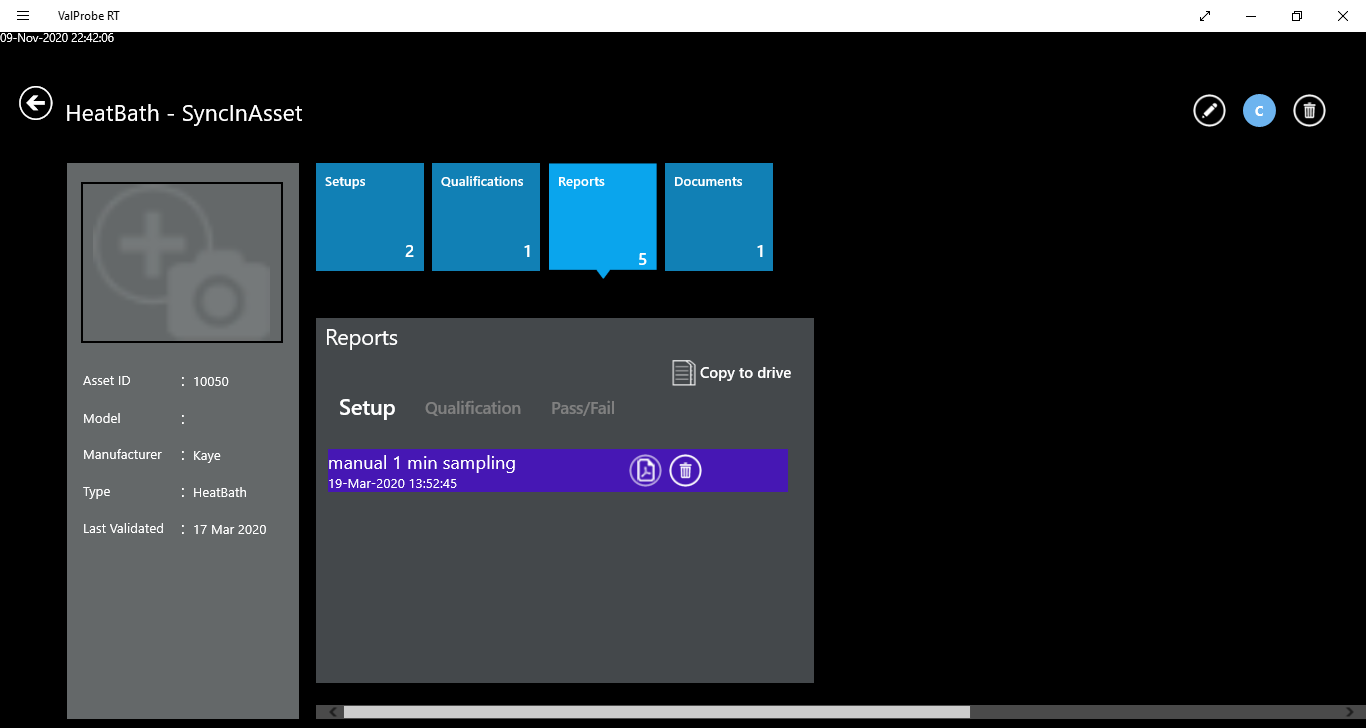 ValProbe RT
09-Nov-2020 22:42:06
HeatBath - SyncInAsset
C
Setups
2
Qualifications
1
Reports
5
Documents
1
Asset ID : 10050
Model :
Manufacturer : Kaye
Type : HeatBath
Last Validated : 17 Mar 2020
Reports
Copy to drive
Setup Qualification Pass/Fail
manual 1 min sampling
19-Mar-2020 13:52:45